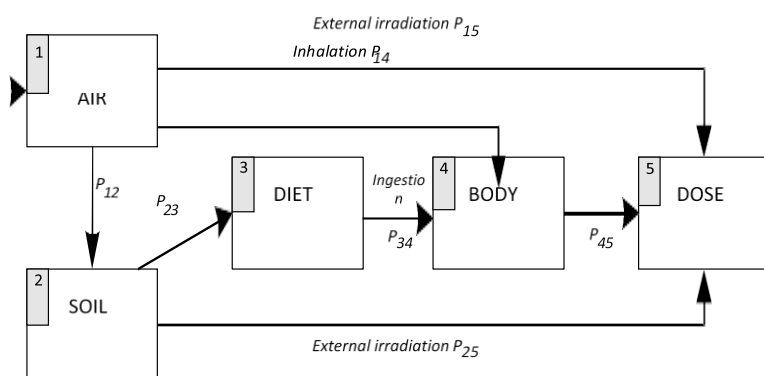 External irradiation P15
Inhalation P14
1
AIR
P12
P23
3
DIET
Ingestio
n
P34
4
BODY
P45
5
DOSE
2
SOIL
External irradiation P25